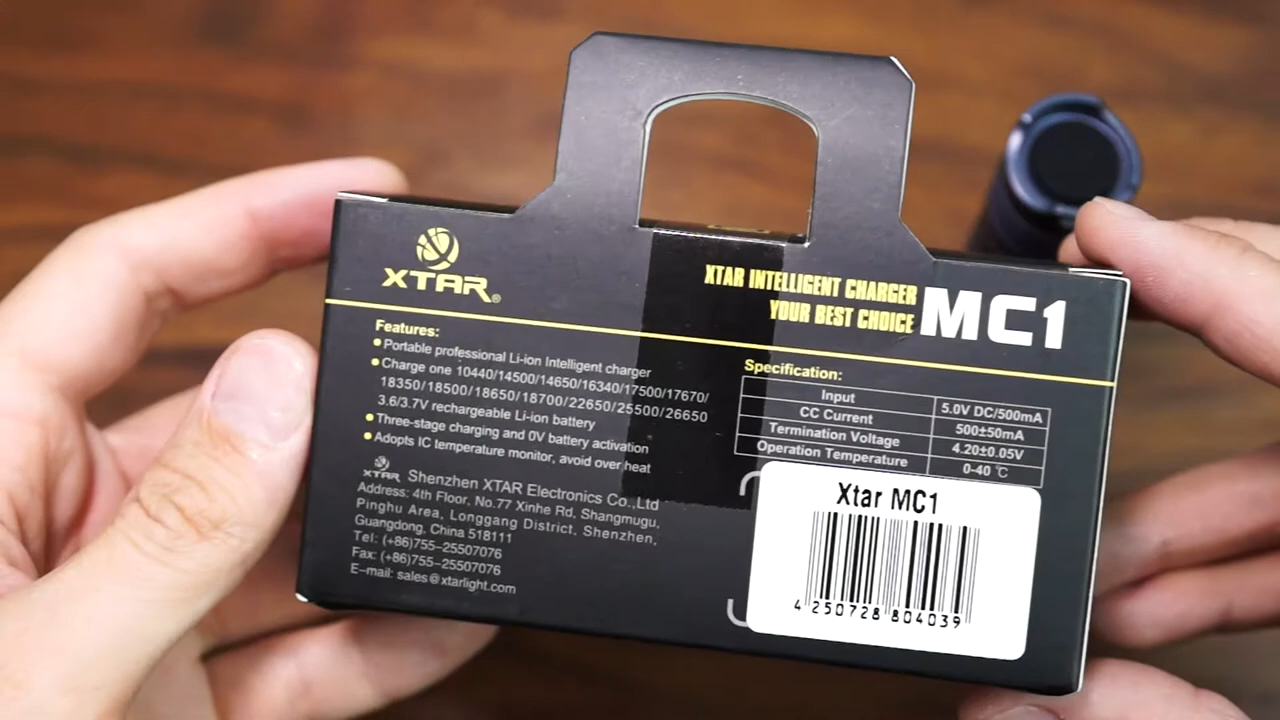 XTAR®
XTAR INTELLIGENT CHARGER
YOUR BEST CHOICE
MC1
Features:
Portable professional Li-ion Intelligent charger
Charge one 10440/14500/14650/16340/17500/17670/
18350/18500/18650/18700/22650/25500/26650
3.6/3.7V rechargeable Li-ion battery
Three-stage charging and 0V battery activation
Adopts IC temperature monitor, avoid over heat
XTAR Shenzhen XTAR Electronics Co.,Ltd
Address: 4th Floor, No.77 Xinhe Rd, Shangmugu,
Pinghu Area, Longgang District, Shenzhen,
Guangdong, China 518111
Tel: (+86)755-25507076
Fax: (+86)755-25507076
E-mail: sales@xtarlight.com
Specification:
Input 5.0V DC/500mA
CC Current 500±50mA
Termination Voltage 4.20±0.05V
Operation Temperature 0-40 ℃
Xtar MC1
4 250728 804039